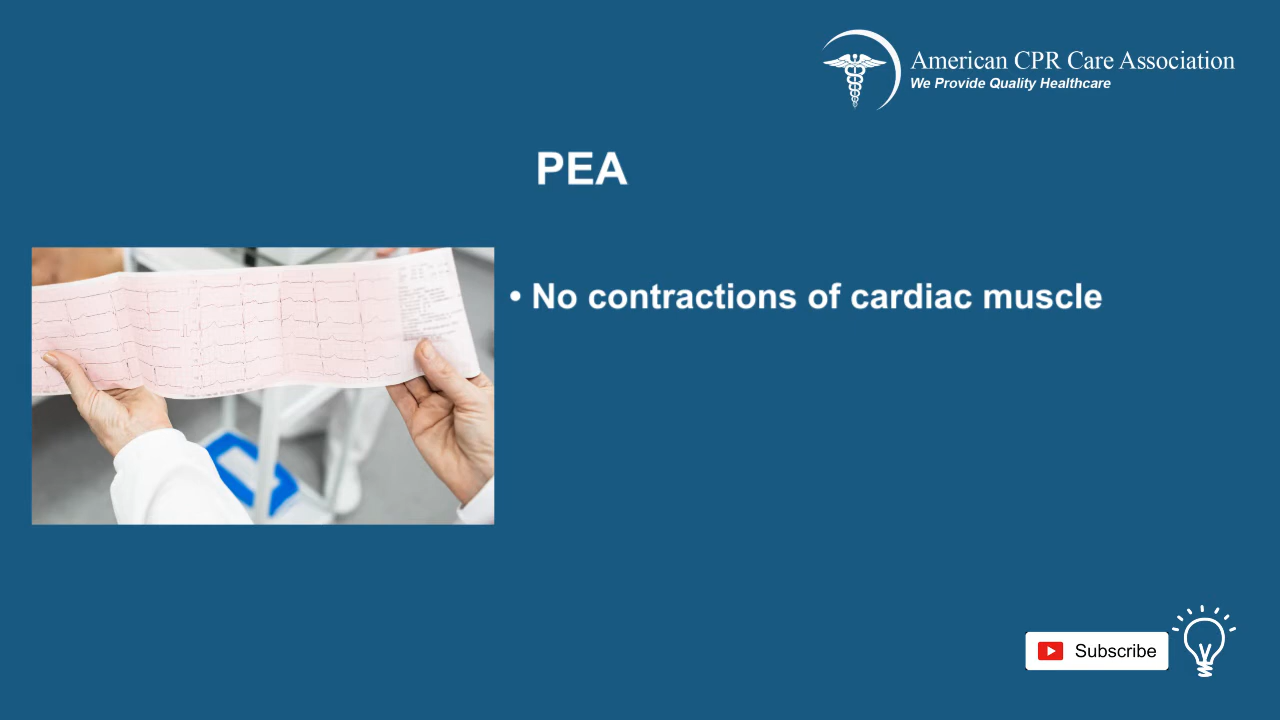 American CPR Care Association
We Provide Quality Healthcare
PEA
• No contractions of cardiac muscle
Subscribe